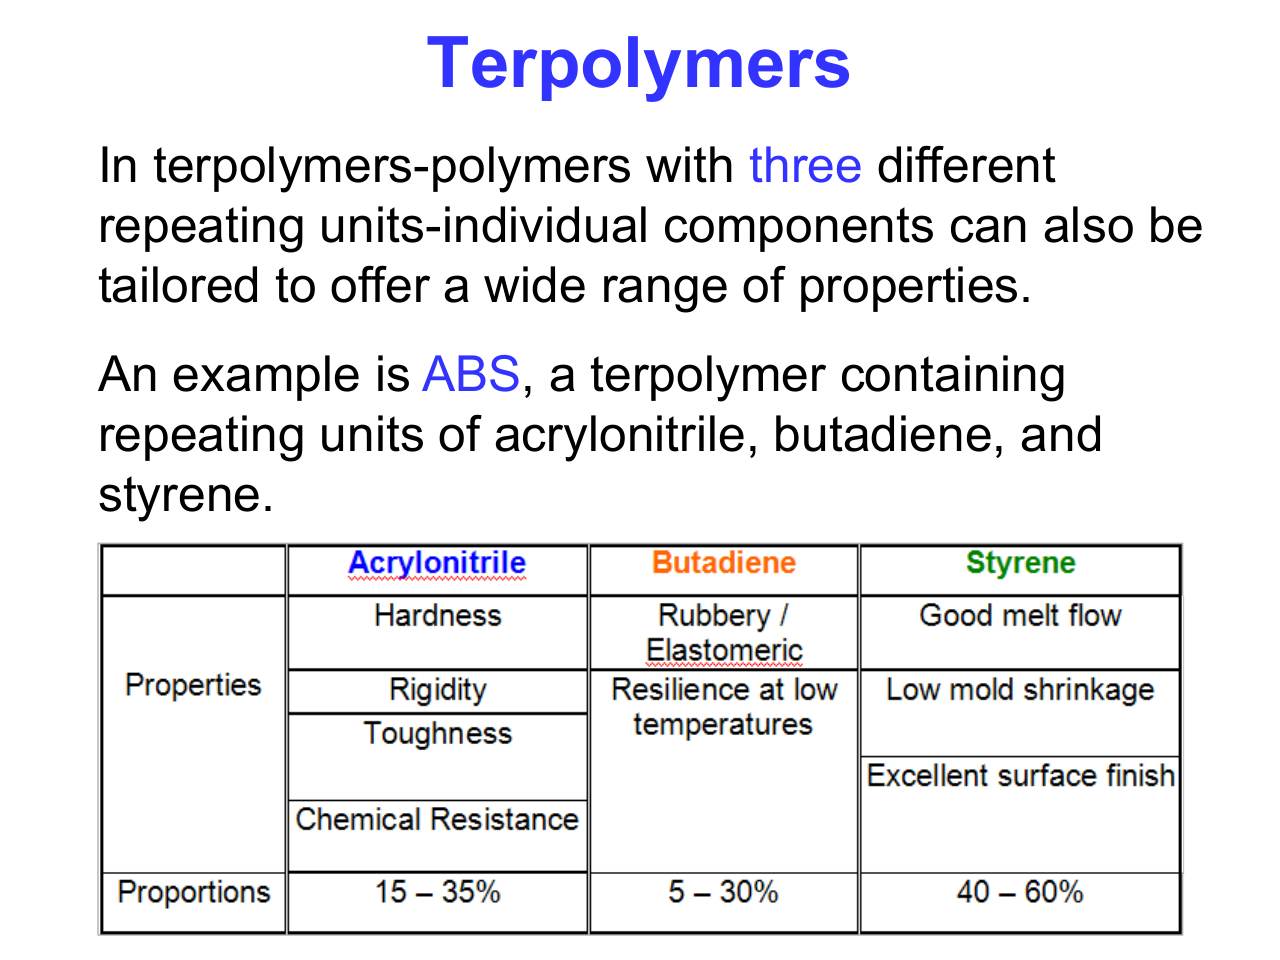 Terpolymers
In terpolymers-polymers with three different
repeating units-individual components can also be
tailored to offer a wide range of properties.
An example is ABS, a terpolymer containing
repeating units of acrylonitrile, butadiene, and
styrene.
Acrylonitrile Butadiene Styrene
Properties
Hardness
Rubbery /
Elastomeric
Good melt flow
Rigidity
Resilience at low
temperatures
Low mold shrinkage
Toughness
Excellent surface finish
Chemical Resistance
Proportions 15 – 35% 5 – 30% 40 – 60%